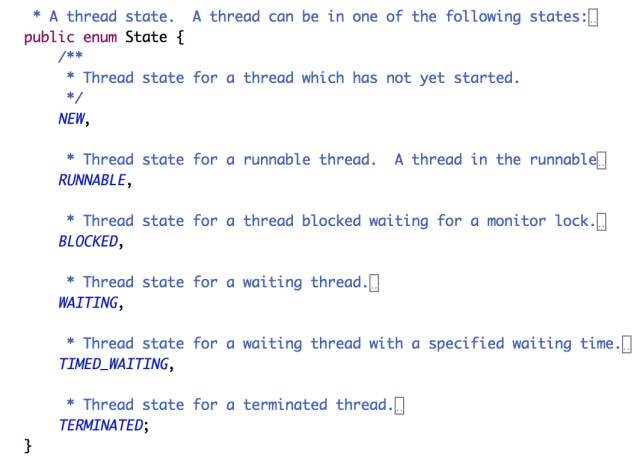 * A thread state.  A thread can be in one of the following states:
public enum State {
/**
* Thread state for a thread which has not yet started.
*/
NEW,
* Thread state for a runnable thread.  A thread in the runnable
RUNNABLE,
* Thread state for a thread blocked waiting for a monitor lock.
BLOCKED,
* Thread state for a waiting thread.
WAITING,
* Thread state for a waiting thread with a specified waiting time.
TIMED_WAITING,
* Thread state for a terminated thread.
TERMINATED;
}